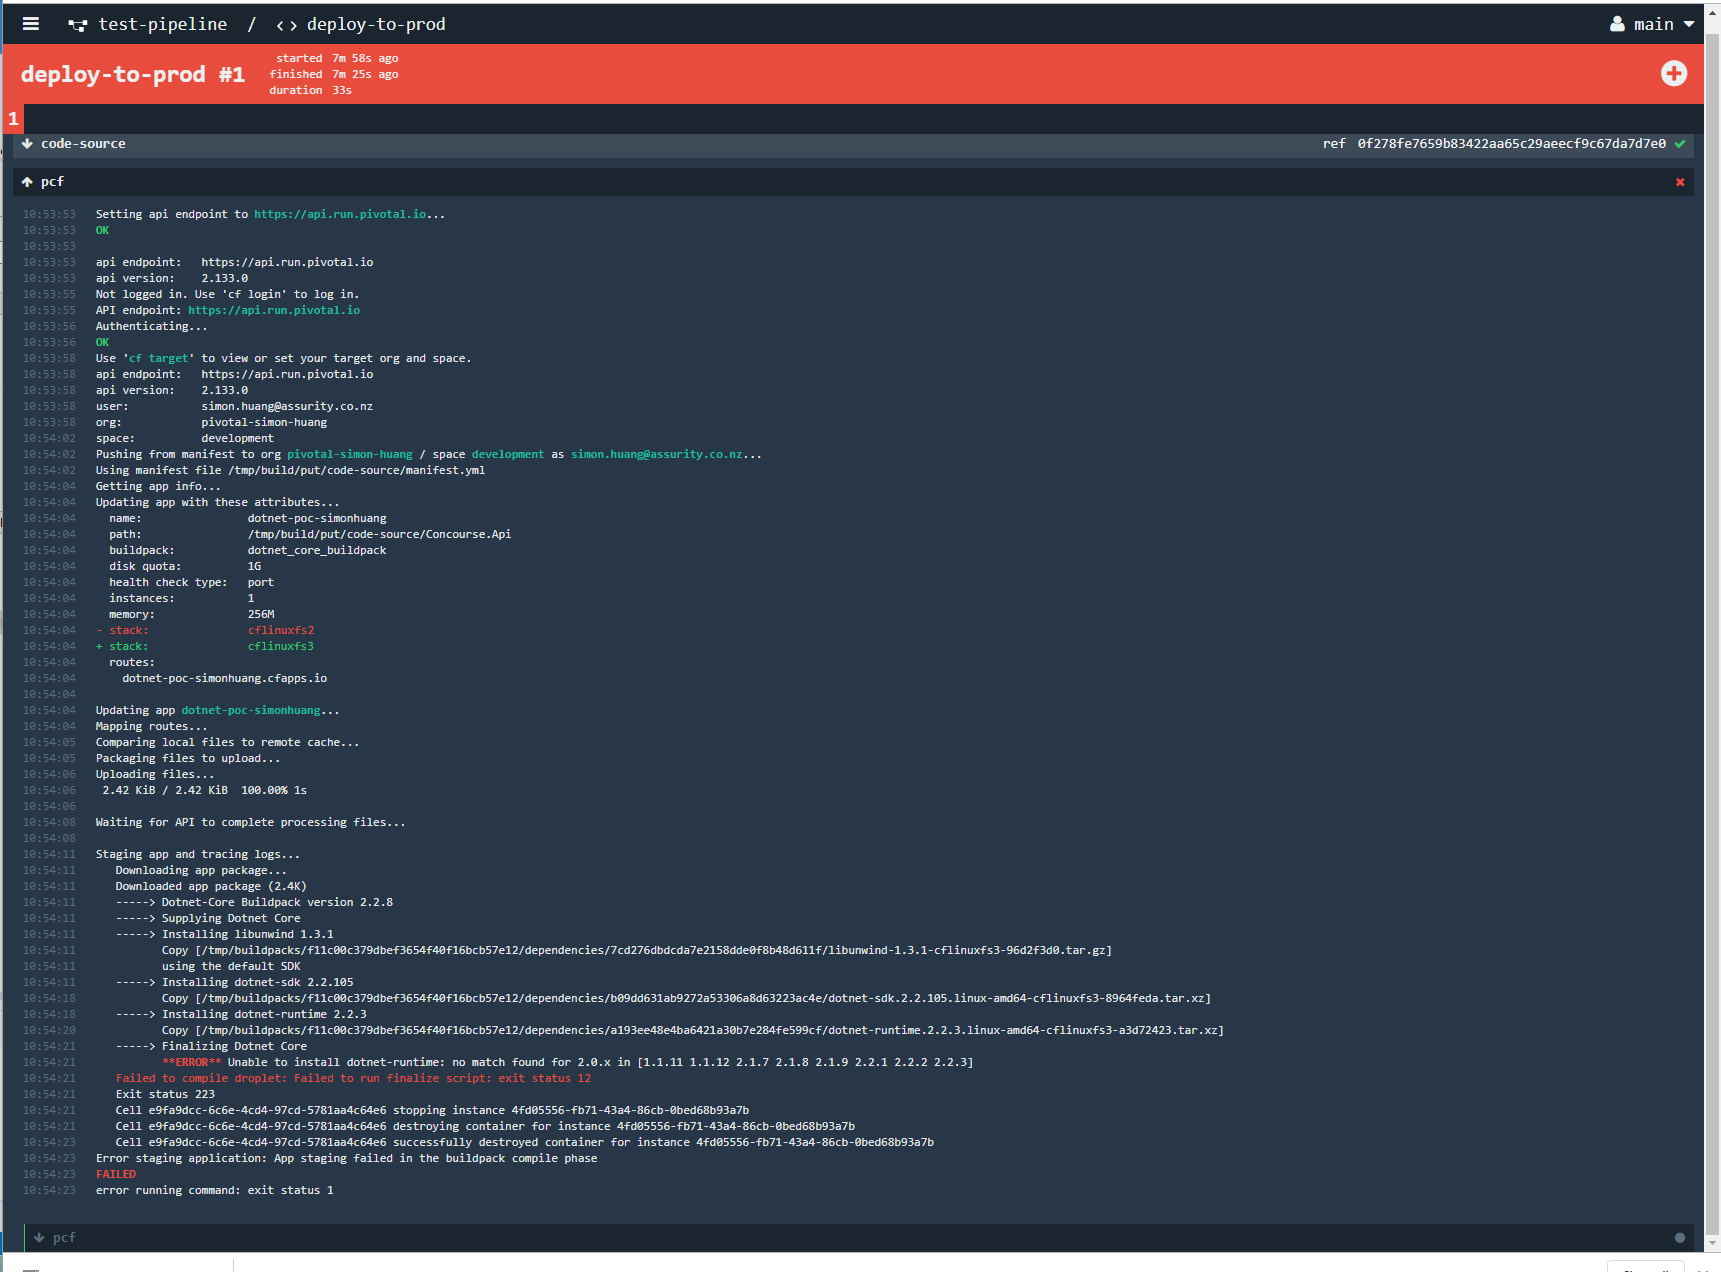 test-pipeline / deploy-to-prod main
deploy-to-prod #1
started 7m 58s ago
finished 7m 25s ago
duration 33s
1
code-source ref 0f278fe7659b83422aa65c29aeecf9c67da7d7e0
pcf
10:53:53 Setting api endpoint to https://api.run.pivotal.io...
10:53:53 OK
10:53:53
10:53:53 api endpoint: https://api.run.pivotal.io
10:53:53 api version: 2.133.0
10:53:55 Not logged in. Use 'cf login' to log in.
10:53:55 API endpoint: https://api.run.pivotal.io
10:53:56 Authenticating...
10:53:56 OK
10:53:58 Use 'cf target' to view or set your target org and space.
10:53:58 api endpoint: https://api.run.pivotal.io
10:53:58 api version: 2.133.0
10:53:58 user: simon.huang@assurity.co.nz
10:53:58 org: pivotal-simon-huang
10:54:02 space: development
10:54:02 Pushing from manifest to org pivotal-simon-huang / space development as simon.huang@assurity.co.nz...
10:54:02 Using manifest file /tmp/build/put/code-source/manifest.yml
10:54:04 Getting app info...
10:54:04 Updating app with these attributes...
10:54:04 name: dotnet-poc-simonhuang
10:54:04 path: /tmp/build/put/code-source/Concourse.Api
10:54:04 buildpack: dotnet_core_buildpack
10:54:04 disk quota: 1G
10:54:04 health check type: port
10:54:04 instances: 1
10:54:04 memory: 256M
10:54:04 - stack: cflinuxfs2
10:54:04 + stack: cflinuxfs3
10:54:04 routes:
10:54:04 dotnet-poc-simonhuang.cfapps.io
10:54:04
10:54:04 Updating app dotnet-poc-simonhuang...
10:54:04 Mapping routes...
10:54:05 Comparing local files to remote cache...
10:54:05 Packaging files to upload...
10:54:06 Uploading files...
10:54:06 2.42 KiB / 2.42 KiB 100.00% 1s
10:54:06
10:54:08 Waiting for API to complete processing files...
10:54:08
10:54:11 Staging app and tracing logs...
10:54:11 Downloading app package...
10:54:11 Downloaded app package (2.4K)
10:54:11 -----> Dotnet-Core Buildpack version 2.2.8
10:54:11 -----> Supplying Dotnet Core
10:54:11 -----> Installing libunwind 1.3.1
10:54:11 Copy [/tmp/buildpacks/f11c00c379dbef3654f40f16bcb57e12/dependencies/7cd276dbdcda7e2158dde0f8b48d611f/libunwind-1.3.1-cflinuxfs3-96d2f3d0.tar.gz]
10:54:11 using the default SDK
10:54:11 -----> Installing dotnet-sdk 2.2.105
10:54:18 Copy [/tmp/buildpacks/f11c00c379dbef3654f40f16bcb57e12/dependencies/b09dd631ab9272a53306a8d63223ac4e/dotnet-sdk.2.2.105.linux-amd64-cflinuxfs3-8964feda.tar.xz]
10:54:18 -----> Installing dotnet-runtime 2.2.3
10:54:20 Copy [/tmp/buildpacks/f11c00c379dbef3654f40f16bcb57e12/dependencies/a193ee48e4ba6421a30b7e284fe599cf/dotnet-runtime.2.2.3.linux-amd64-cflinuxfs3-a3d72423.tar.xz]
10:54:21 -----> Finalizing Dotnet Core
10:54:21 **ERROR** Unable to install dotnet-runtime: no match found for 2.0.x in [1.1.11 1.1.12 2.1.7 2.1.8 2.1.9 2.2.1 2.2.2 2.2.3]
10:54:21 Failed to compile droplet: Failed to run finalize script: exit status 12
10:54:21 Exit status 223
10:54:21 Cell e9fa9dcc-6c6e-4cd4-97cd-5781aa4c64e6 stopping instance 4fd05556-fb71-43a4-86cb-0bed68b93a7b
10:54:21 Cell e9fa9dcc-6c6e-4cd4-97cd-5781aa4c64e6 destroying container for instance 4fd05556-fb71-43a4-86cb-0bed68b93a7b
10:54:23 Cell e9fa9dcc-6c6e-4cd4-97cd-5781aa4c64e6 successfully destroyed container for instance 4fd05556-fb71-43a4-86cb-0bed68b93a7b
10:54:23 Error staging application: App staging failed in the buildpack compile phase
10:54:23 FAILED
10:54:23 error running command: exit status 1
pcf